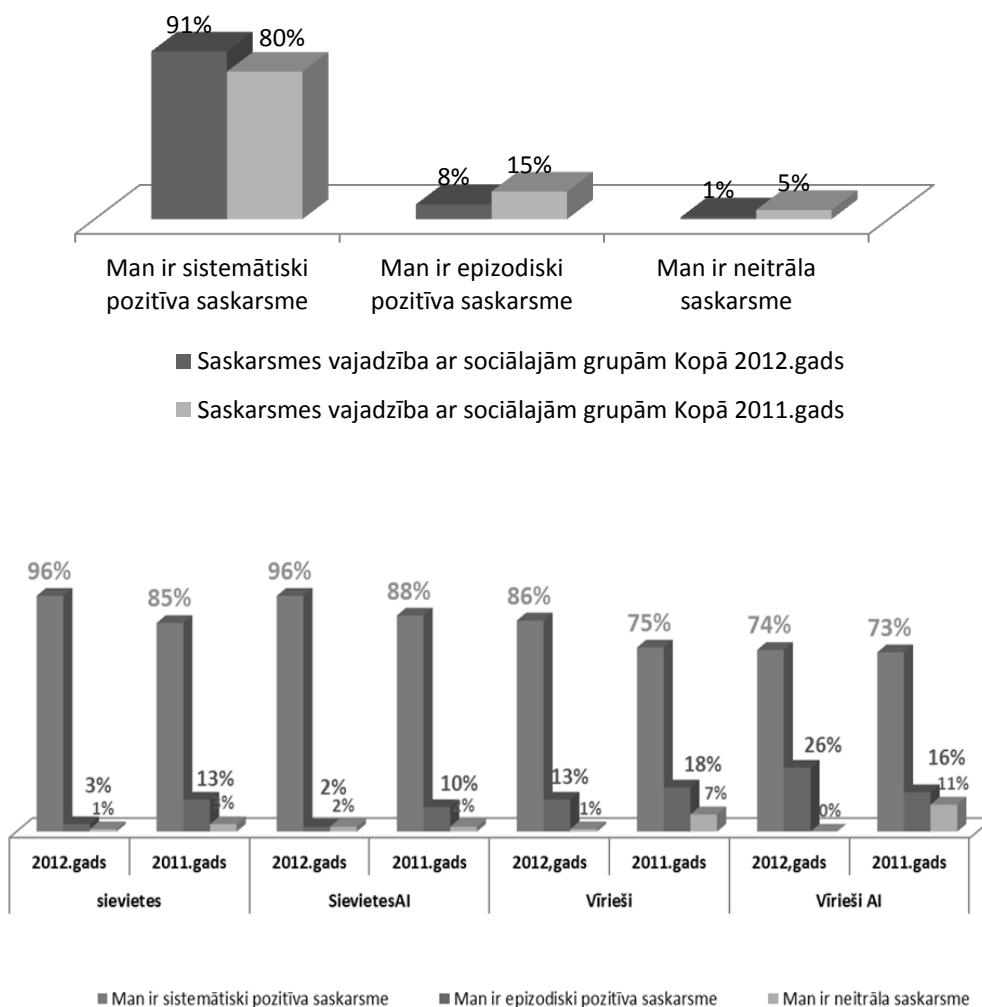 91%
80%
8%
15%
1%
5%
Man ir sistemātiski
pozitīva saskarsme
Man ir epizodiski
pozitīva saskarsme
Man ir neitrāla
saskarsme
Saskarsmes vajadzība ar sociālajām grupām Kopā 2012.gads
Saskarsmes vajadzība ar sociālajām grupām Kopā 2011.gads
96% 85% 96% 88% 86% 75% 74% 73%
3% 13% 2% 10% 13% 18% 26% 16%
1% 2% 1% 7% 0% 11%
2012.gads 2011.gads 2012.gads 2011.gads 2012,gads 2011.gads 2012,gads 2011.gads
sievietes SievietesAI Vīrieši Vīrieši AI
Man ir sistemātiski pozitīva saskarsme Man ir epizodiski pozitīva saskarsme Man ir neitrāla saskarsme